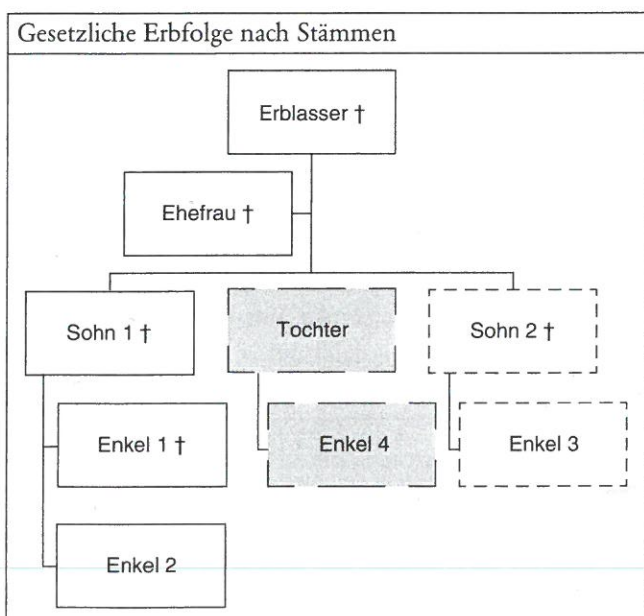 Gesetzliche Erbfolge nach Stämmen
Erblasser †
Ehefrau †
Sohn 1 †
Tochter
Sohn 2 †
Enkel 1 †
Enkel 4
Enkel 3
Enkel 2